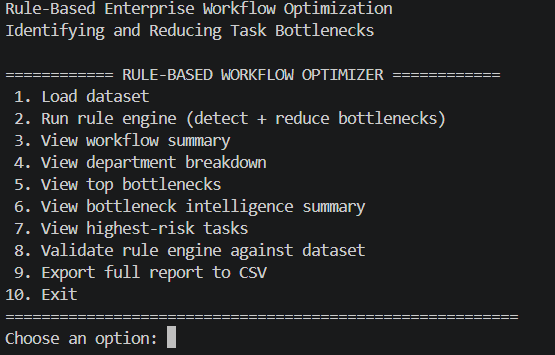 Rule-Based Enterprise Workflow Optimization
Identifying and Reducing Task Bottlenecks
============ RULE-BASED WORKFLOW OPTIMIZER ============
1. Load dataset
2. Run rule engine (detect + reduce bottlenecks)
3. View workflow summary
4. View department breakdown
5. View top bottlenecks
6. View bottleneck intelligence summary
7. View highest-risk tasks
8. Validate rule engine against dataset
9. Export full report to CSV
10. Exit
=========================================================
Choose an option: